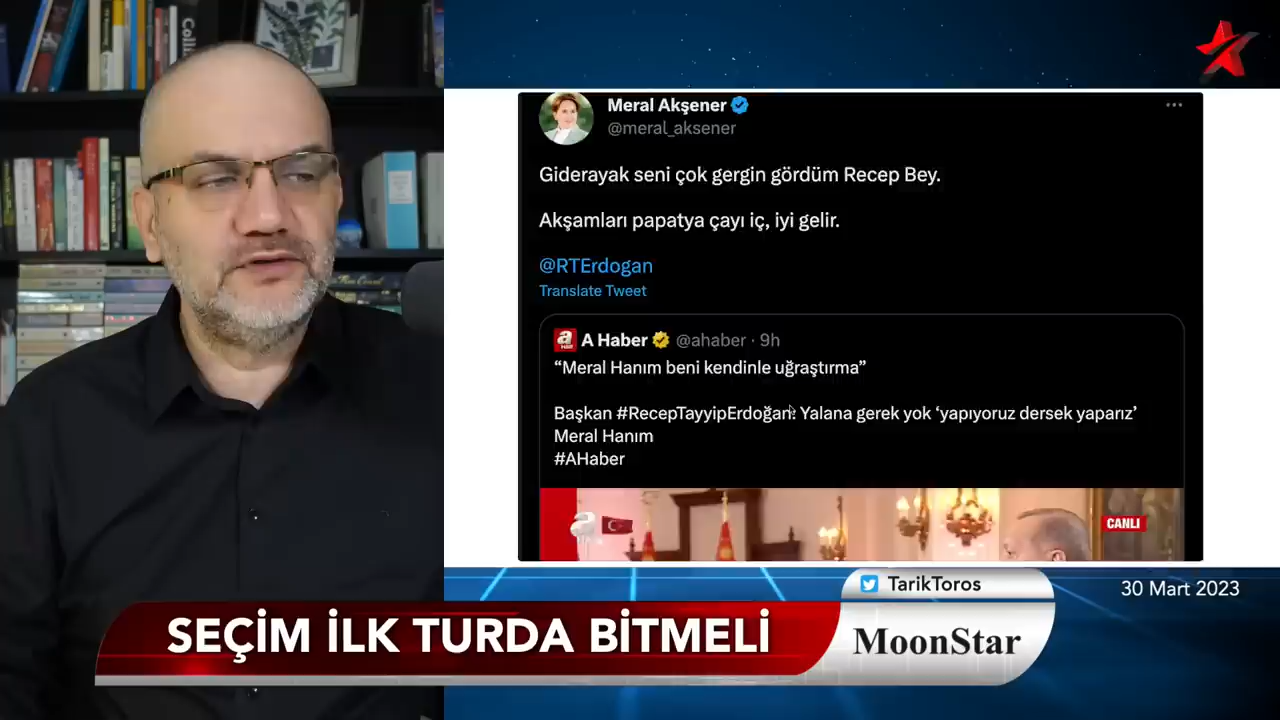 Colli
Meral Akşener
@meral_aksener
Giderayak seni çok gergin gördüm Recep Bey.
Akşamları papatya çayı iç, iyi gelir.
@RTErdogan
Translate Tweet
a
A Haber @ahaber · 9h
“Meral Hanım beni kendinle uğraştırma”
Başkan #RecepTayyipErdoğan: Yalana gerek yok ‘yapıyoruz dersek yaparız’
Meral Hanım
#AHaber
CANLI
TarikToros
30 Mart 2023
SEÇİM İLK TURDA BİTMELİ
MoonStar